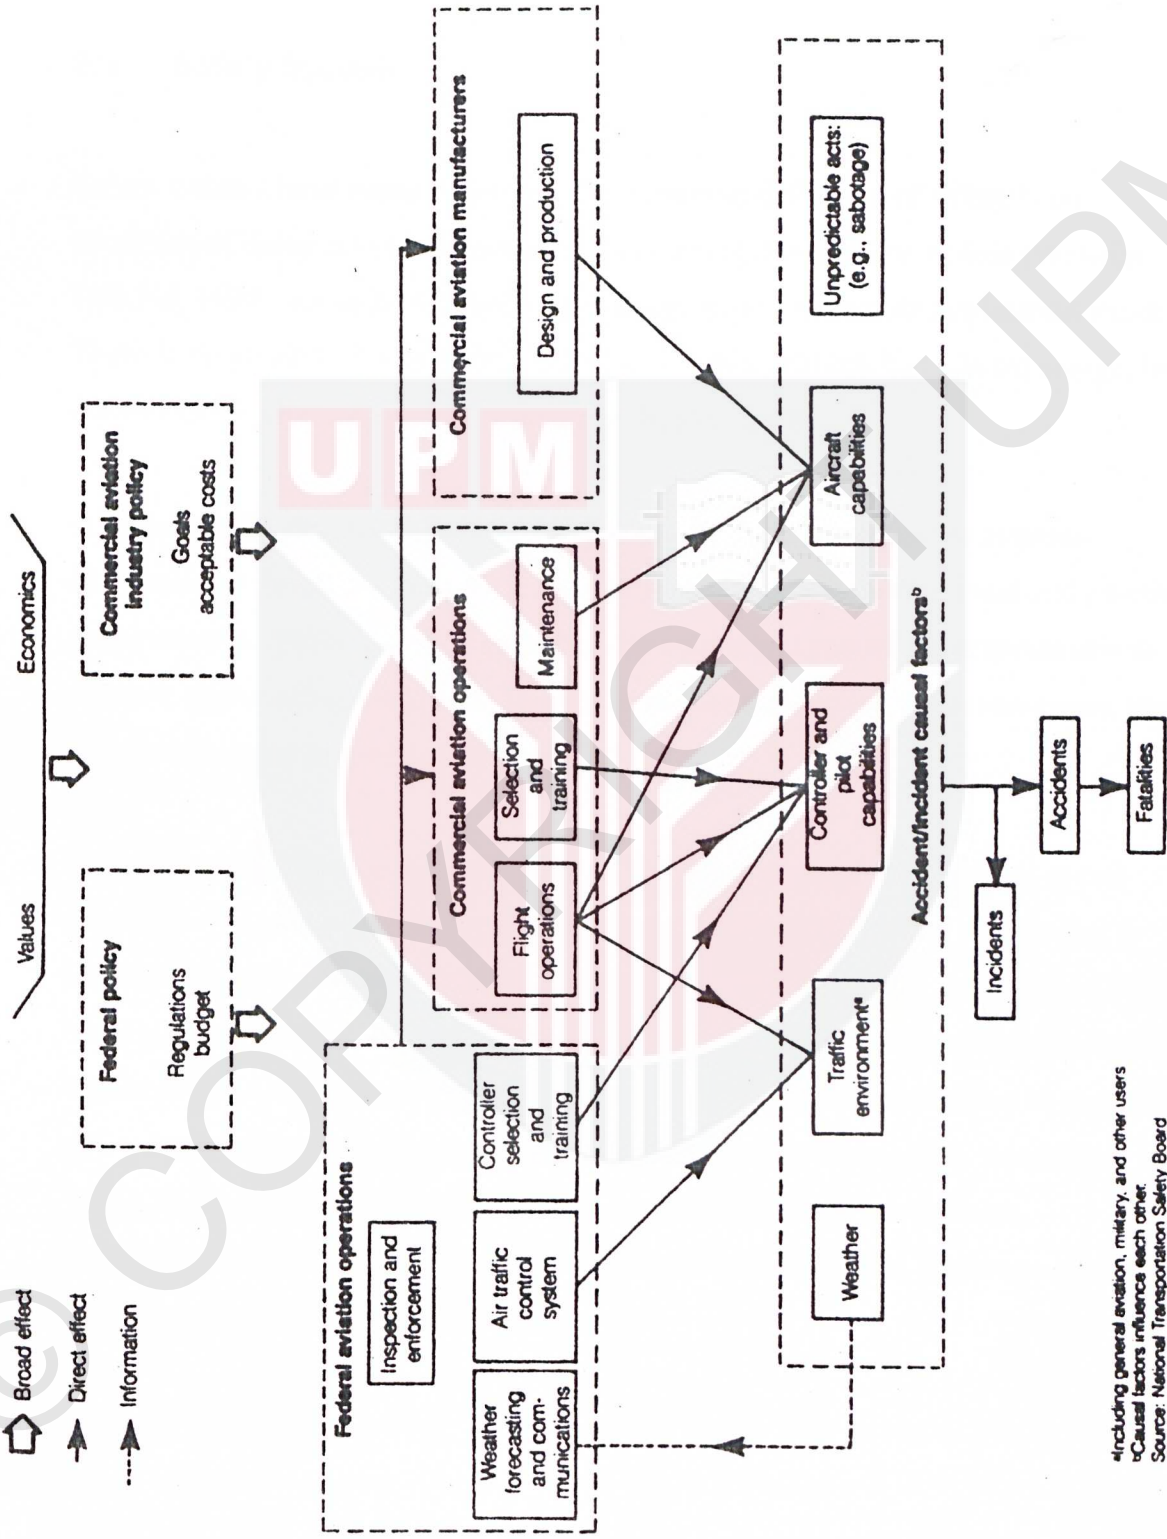 Values
Economics
Broad effect
Direct effect
Information
Federal policy
Regulations
budget
Commercial aviation
industry policy
Goals
acceptable costs
Federal aviation operations
Inspection and
enforcement
Weather
forecasting
and com-
munications
Air traffic
control
system
Controller
selection
and
training
Commercial aviation operations
Flight
operations
Selection
and
training
Maintenance
Commercial aviation manufacturers
Design and production
Weather
Traffic
environmentᵃ
Controller and
pilot
capabilities
Aircraft
capabilities
Unpredictable acts:
(e.g., sabotage)
Accident/incident causal factorsᵇ
Incidents
Accidents
Fatalities
ᵃIncluding general aviation, military, and other users
ᵇCausal factors influence each other.
Source: National Transportation Safety Board
UPM
© COPYRIGHT UPM